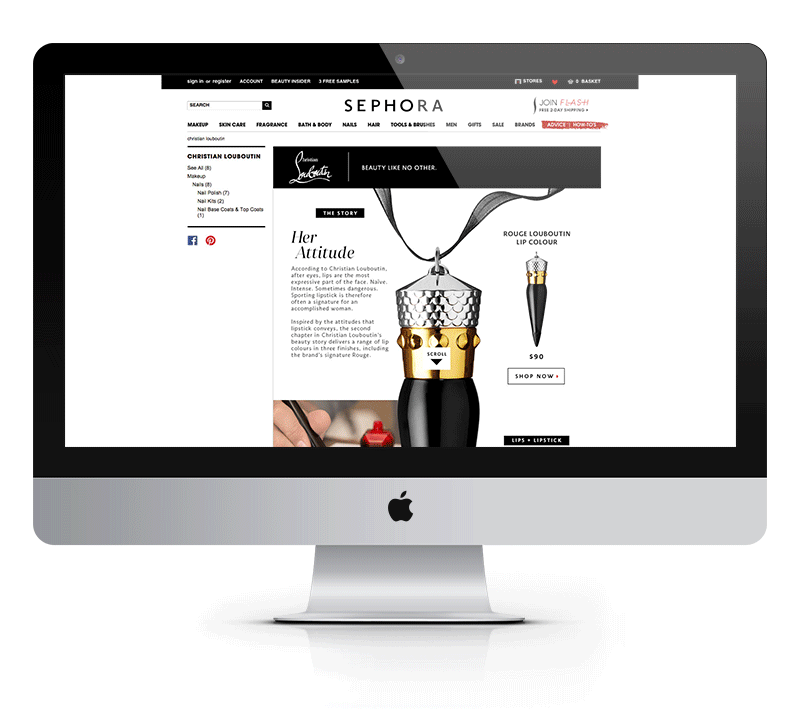 sign in or register ACCOUNT BEAUTY INSIDER 3 FREE SAMPLES STORES 0 BASKET
SEARCH
SEPHORA
JOIN FLASH
FREE 2-DAY SHIPPING
MAKEUP SKIN CARE FRAGRANCE BATH & BODY NAILS HAIR TOOLS & BRUSHES MEN GIFTS SALE BRANDS ADVICE HOW-TO'S
christian louboutin
CHRISTIAN LOUBOUTIN
See All (8)
Makeup
Nails (8)
Nail Polish (7)
Nail Kits (2)
Nail Base Coats & Top Coats
(1)
Christian
Louboutin
BEAUTY LIKE NO OTHER.
THE STORY
Her
Attitude
According to Christian Louboutin,
after eyes, lips are the most
expressive part of the face. Naïve.
Intense. Sometimes dangerous.
Sporting lipstick is therefore
often a signature for an
accomplished woman.
Inspired by the attitudes that
lipstick conveys, the second
chapter in Christian Louboutin's
beauty story delivers a range of lip
colours in three finishes, including
the brand's signature Rouge.
SCROLL
ROUGE LOUBOUTIN
LIP COLOUR
$90
SHOP NOW
LIPS + LIPSTICK